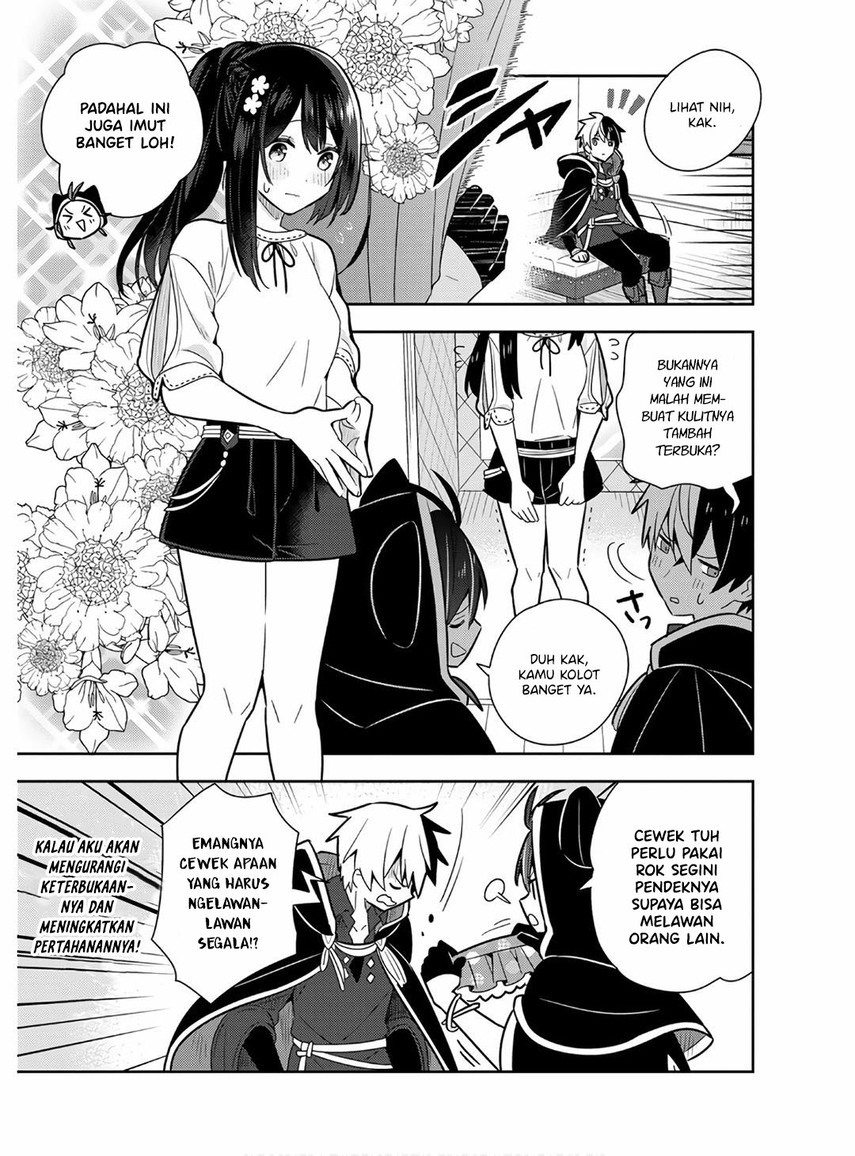 LIHAT NIH,
KAK.
PADAHAL INI
JUGA IMUT
BANGET LOH!
BUKANNYA
YANG INI
MALAH MEM-
BUAT KULITNYA
TAMBAH
TERBUKA?
さっ
DUH KAK,
KAMU KOLOT
BANGET YA.
CEWEK TUH
PERLU PAKAI
ROK SEGINI
PENDEKNYA
SUPAYA BISA
MELAWAN
ORANG LAIN.
EMANGNYA
CEWEK APAAN
YANG HARUS
NGELAWAN-
LAWAN
SEGALA!?
KALAU AKU AKAN
MENGURANGI
KETERBUKAAN-
NYA DAN
MENINGKATKAN
PERTAHANANNYA!